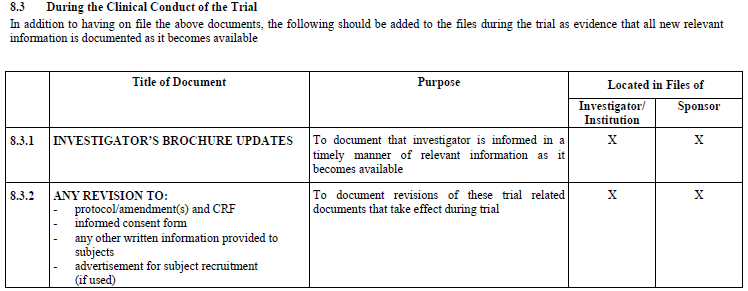 8.3 During the Clinical Conduct of the Trial
In addition to having on file the above documents, the following should be added to the files during the trial as evidence that all new relevant
information is documented as it becomes available
Title of Document Purpose Located in Files of
Investigator/ Sponsor
Institution
8.3.1 INVESTIGATOR'S BROCHURE UPDATES To document that investigator is informed in a X X
timely manner of relevant information as it
becomes available
8.3.2 ANY REVISION TO: To document revisions of these trial related X X
- protocol/amendment(s) and CRF documents that take effect during trial
- informed consent form
- any other written information provided to
subjects
- advertisement for subject recruitment
(if used)